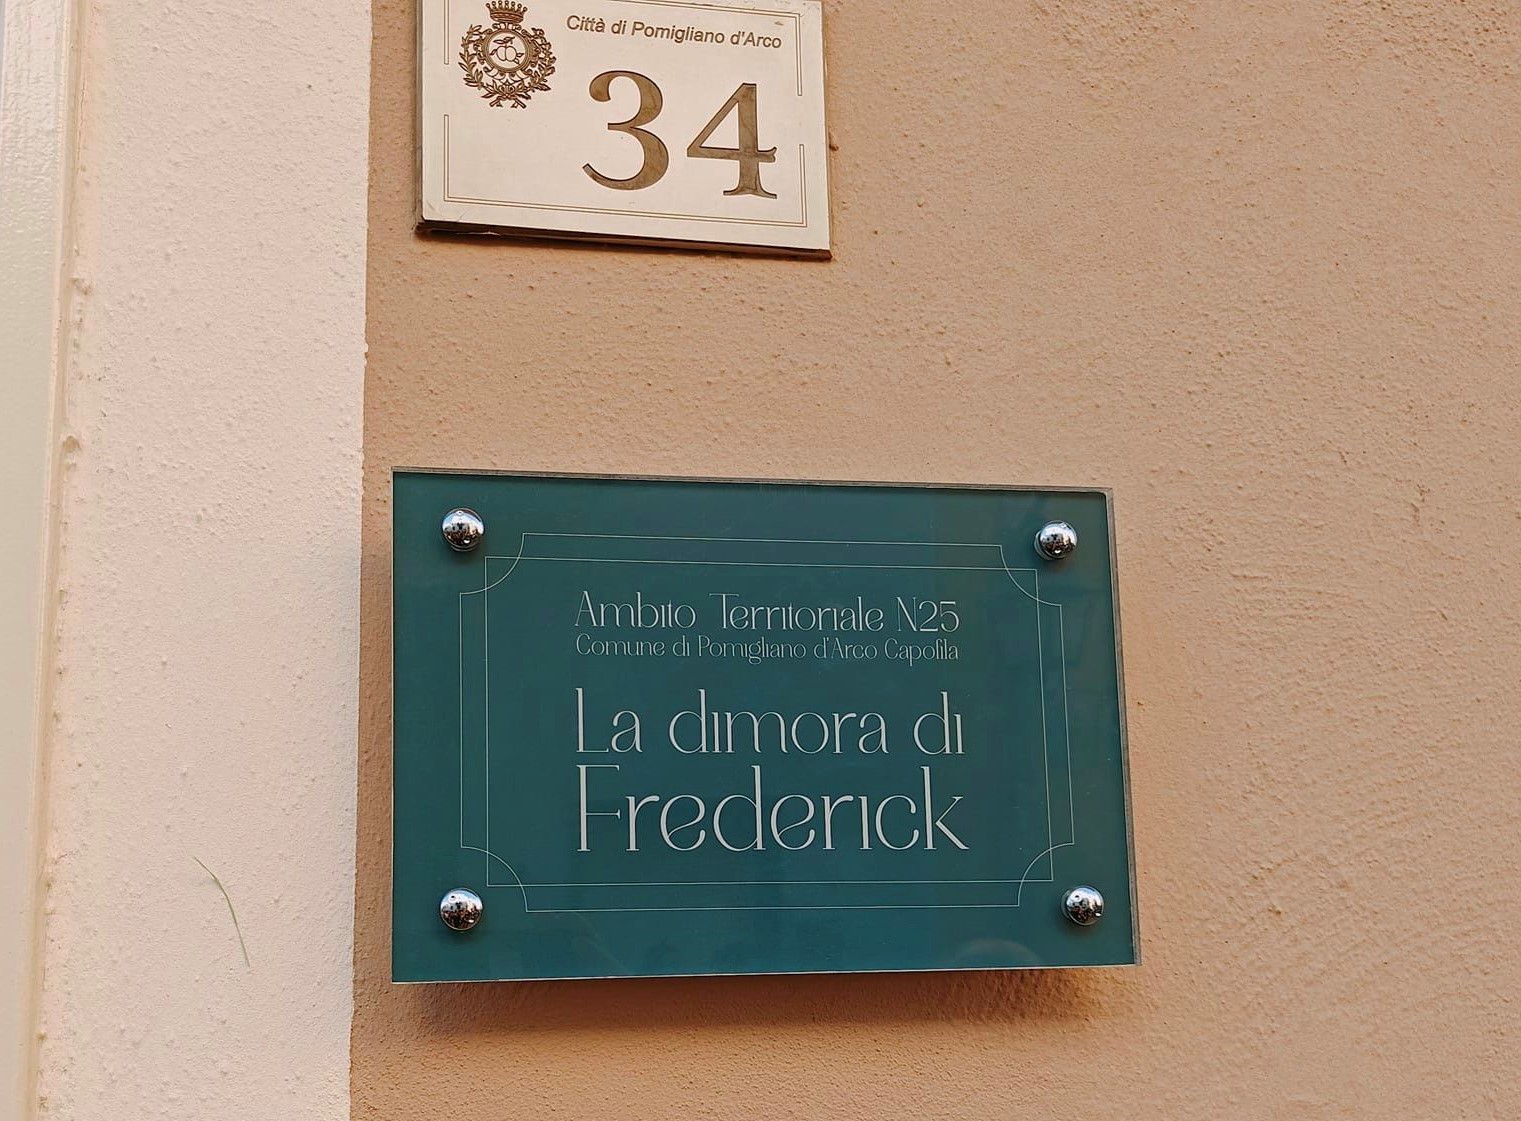 Città di Pomigliano d'Arco
34
Ambito Territoriale N25
Comune di Pomigliano d'Arco Capofila
La dimora di
Frederick